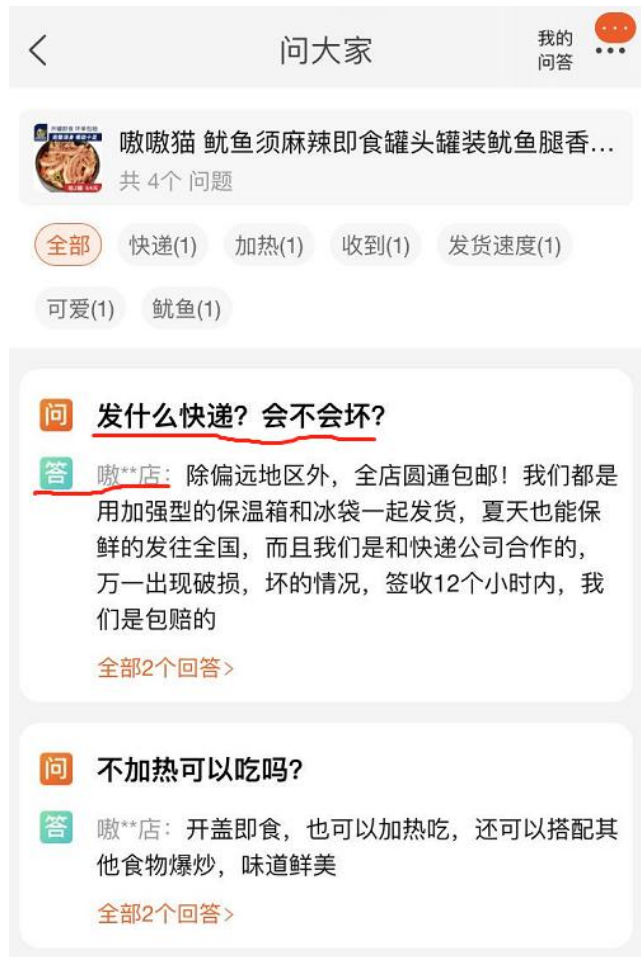 问大家
我的
问答
嗷嗷猫 鱿鱼须麻辣即食罐头罐装鱿鱼腿香...
共 4个 问题
全部
快递(1)
加热(1)
收到(1)
发货速度(1)
可爱(1)
鱿鱼(1)
问 发什么快递？会不会坏？
答 嗷**店：除偏远地区外，全店圆通包邮！我们都是
用加强型的保温箱和冰袋一起发货，夏天也能保
鲜的发往全国，而且我们是和快递公司合作的，
万一出现破损，坏的情况，签收12个小时内，我
们是包赔的
全部2个回答>
问 不加热可以吃吗？
答 嗷**店：开盖即食，也可以加热吃，还可以搭配其
他食物爆炒，味道鲜美
全部2个回答>